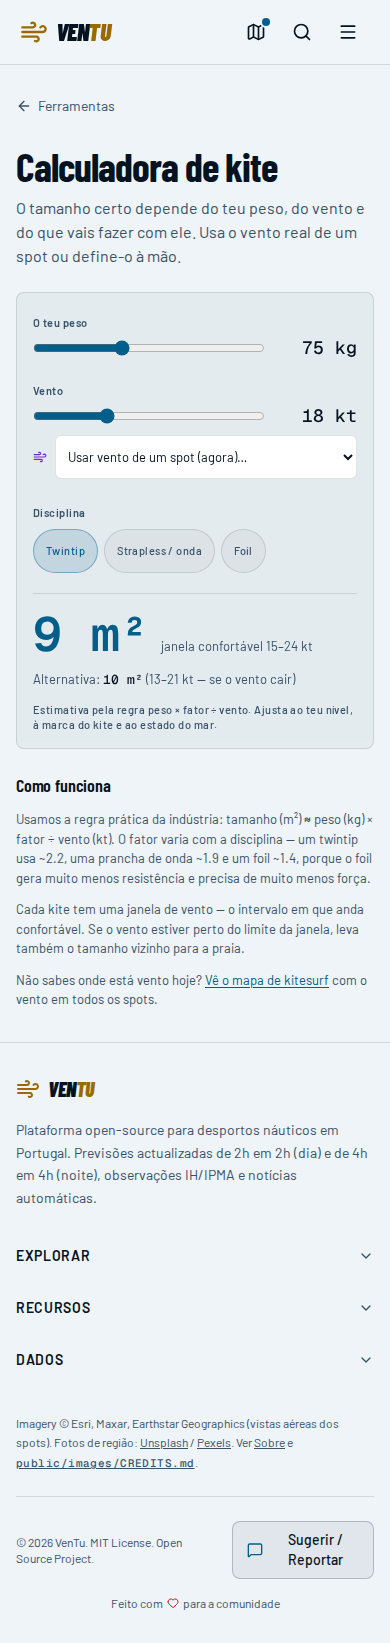 VENTU
Ferramentas
Calculadora de kite
O tamanho certo depende do teu peso, do vento e
do que vais fazer com ele. Usa o vento real de um
spot ou define-o à mão.
O teu peso
75 kg
Vento
18 kt
Usar vento de um spot (agora)…
Disciplina
Twintip
Strapless / onda
Foil
9 m² janela confortável 15–24 kt
Alternativa: 10 m² (13–21 kt — se o vento cair)
Estimativa pela regra peso × fator ÷ vento. Ajusta ao teu nível,
à marca do kite e ao estado do mar.
Como funciona
Usamos a regra prática da indústria: tamanho (m²) ≈ peso (kg) ×
fator ÷ vento (kt). O fator varia com a disciplina — um twintip
usa ~2.2, uma prancha de onda ~1.9 e um foil ~1.4, porque o foil
gera muito menos resistência e precisa de muito menos força.
Cada kite tem uma janela de vento — o intervalo em que anda
confortável. Se o vento estiver perto do limite da janela, leva
também o tamanho vizinho para a praia.
Não sabes onde está vento hoje? Vê o mapa de kitesurf com o
vento em todos os spots.
VENTU
Plataforma open-source para desportos náuticos em
Portugal. Previsões actualizadas de 2h em 2h (dia) e de 4h
em 4h (noite), observações IH/IPMA e notícias
automáticas.
EXPLORAR
RECURSOS
DADOS
Imagery © Esri, Maxar, Earthstar Geographics (vistas aéreas dos
spots). Fotos de região: Unsplash / Pexels. Ver Sobre e
public/images/CREDITS.md.
© 2026 VenTu. MIT License. Open
Source Project.
Sugerir /
Reportar
Feito com ♡ para a comunidade